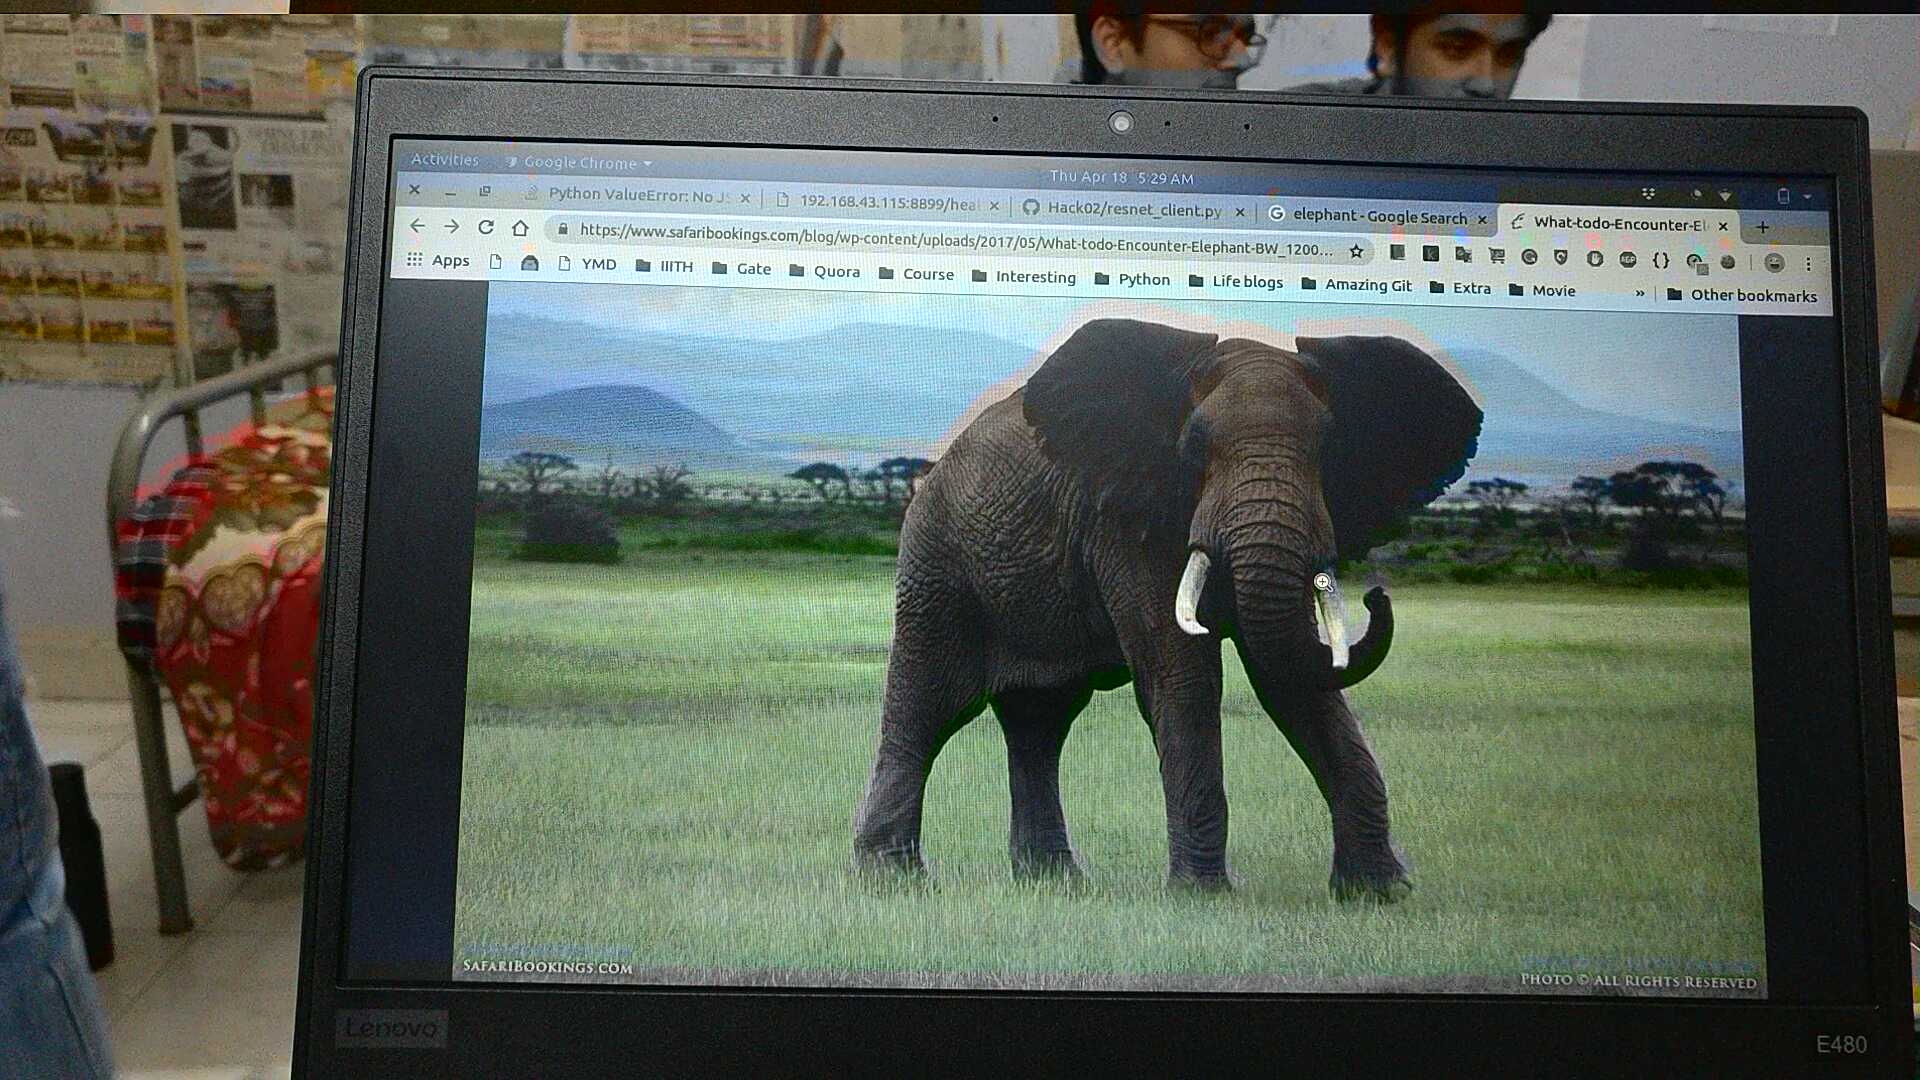 Activities Google Chrome Thu Apr 18 5:29 AM
Python ValueError: No JS 192.168.43.115:8899/heal Hack02/resnet_client.py elephant - Google Search What-todo-Encounter-El
https://www.safaribookings.com/blog/wp-content/uploads/2017/05/What-todo-Encounter-Elephant-BW_1200...
Apps YMD IIITH Gate Quora Course Interesting Python Life blogs Amazing Git Extra Movie » Other bookmarks
SAFARIBOOKINGS.COM
PHOTO © ALL RIGHTS RESERVED
Lenovo
E480